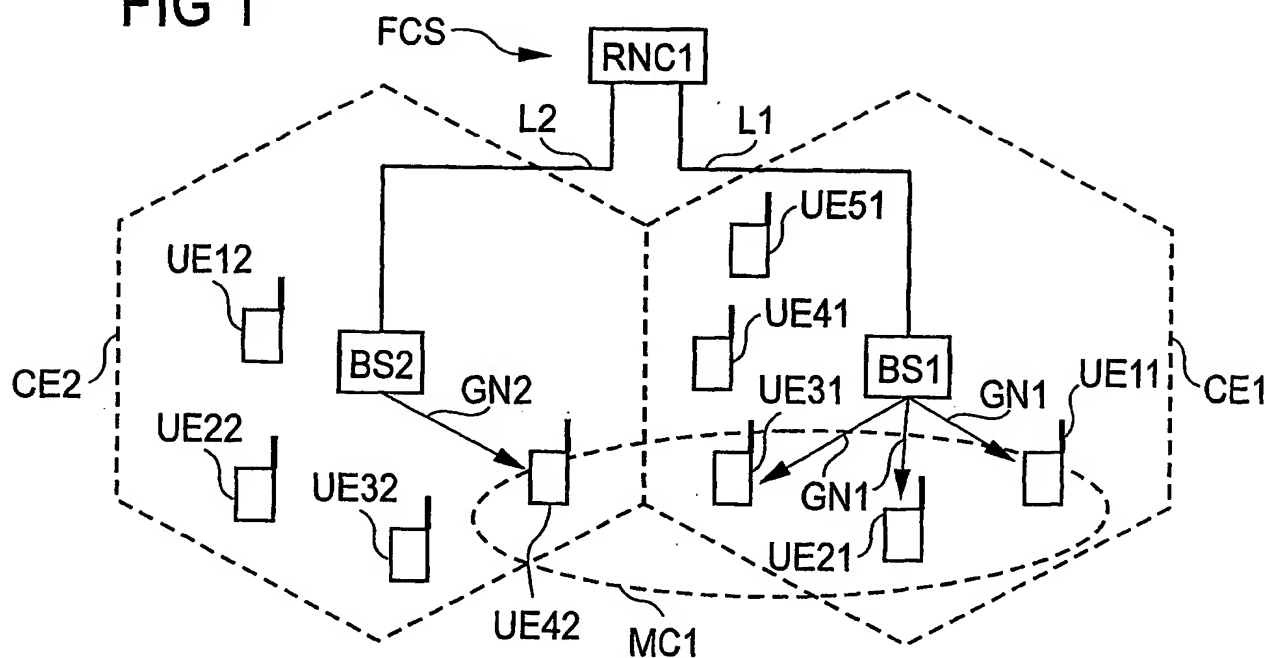 FIG 1
FCS
RNC1
L2
L1
UE51
UE12
UE41
BS2
BS1
CE2
GN2
UE31
GN1
UE11
CE1
UE22
UE32
GN1
UE21
UE42
MC1